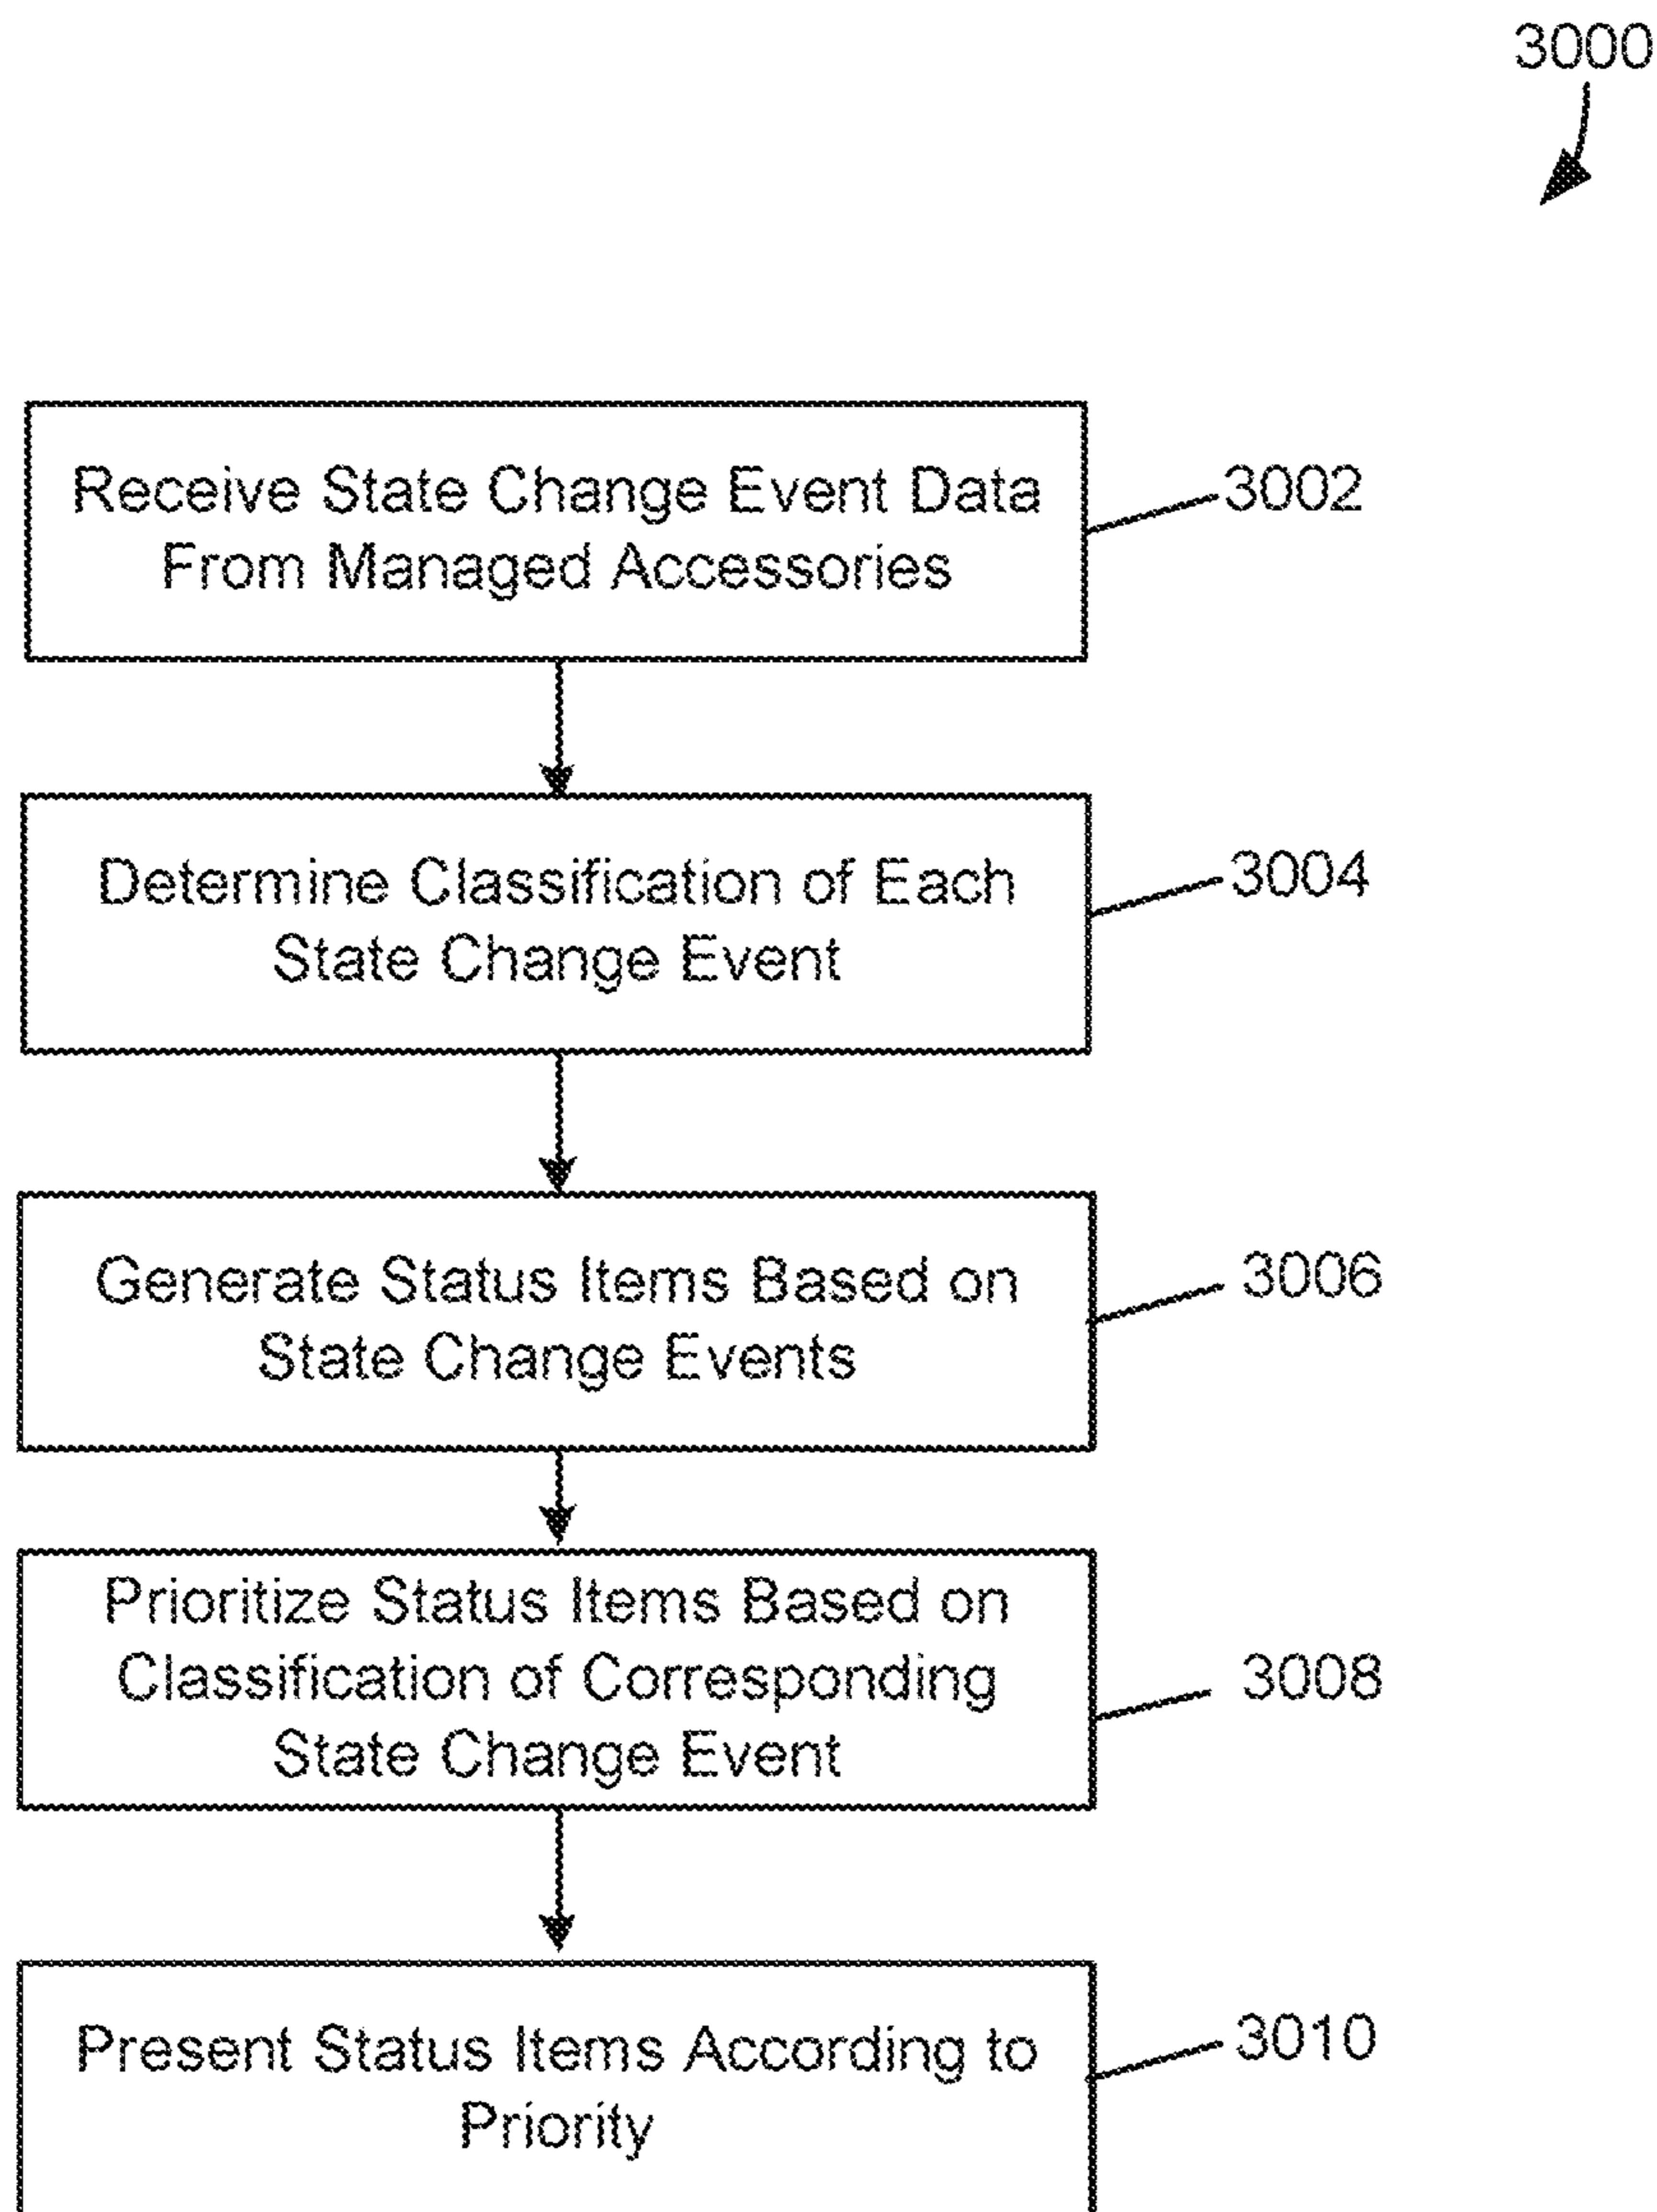 3000
Receive State Change Event Data
From Managed Accessories
3002
Determine Classification of Each
State Change Event
3004
Generate Status Items Based on
State Change Events
3006
Prioritize Status Items Based on
Classification of Corresponding
State Change Event
3008
Present Status Items According to
Priority
3010